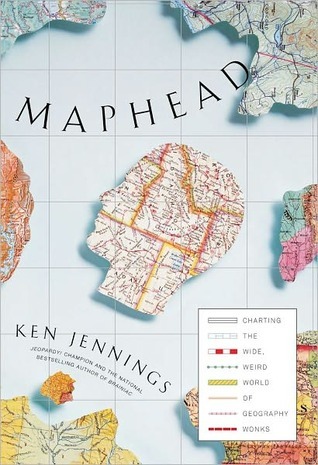 MAPHEAD
KEN JENNINGS
JEOPARDY! CHAMPION AND THE NATIONAL
BESTSELLING AUTHOR OF BRAINIAC
CHARTING
THE
WIDE,
WEIRD
WORLD
OF
GEOGRAPHY
WONKS